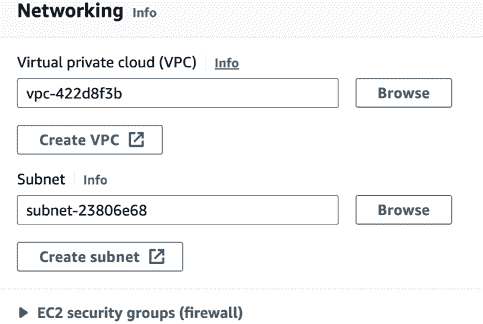 Networking Info
Virtual private cloud (VPC) Info
vpc-422d8f3b Browse
Create VPC
Subnet Info
subnet-23806e68 Browse
Create subnet
EC2 security groups (firewall)